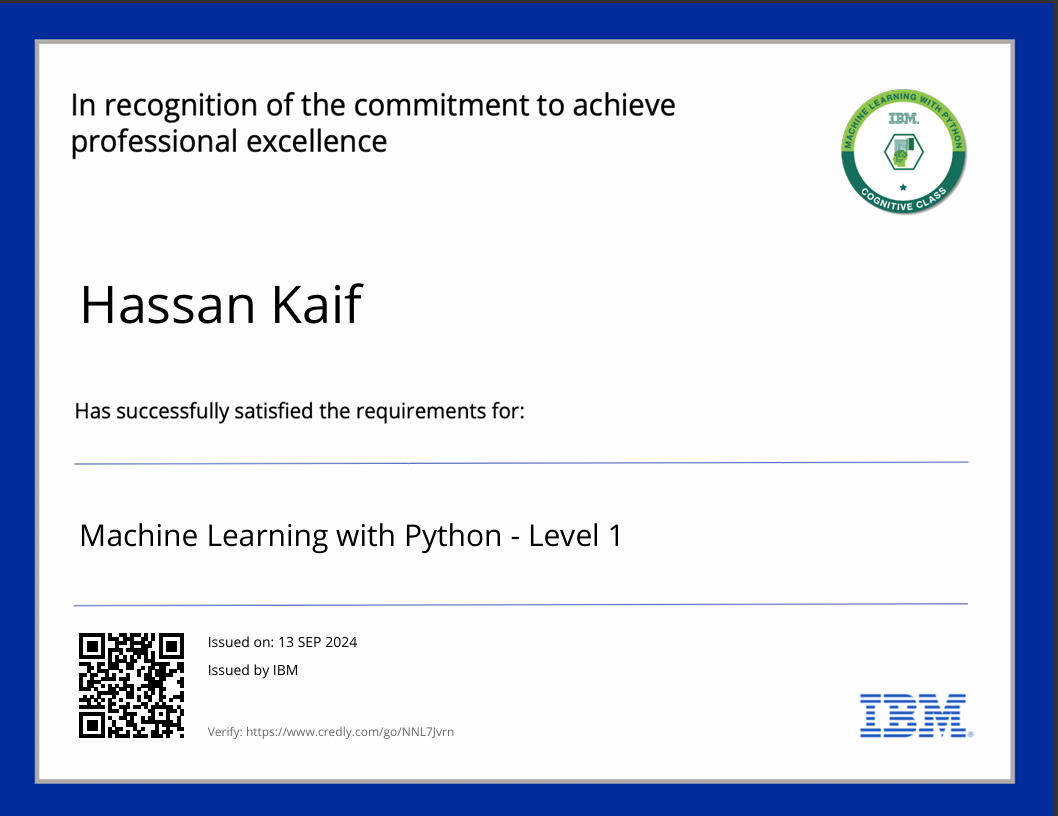 In recognition of the commitment to achieve
professional excellence
MACHINE LEARNING WITH PYTHON
IBM.
COGNITIVE CLASS
Hassan Kaif
Has successfully satisfied the requirements for:
Machine Learning with Python - Level 1
Issued on: 13 SEP 2024
Issued by IBM
Verify: https://www.credly.com/go/NNL7Jvrn
IBM®